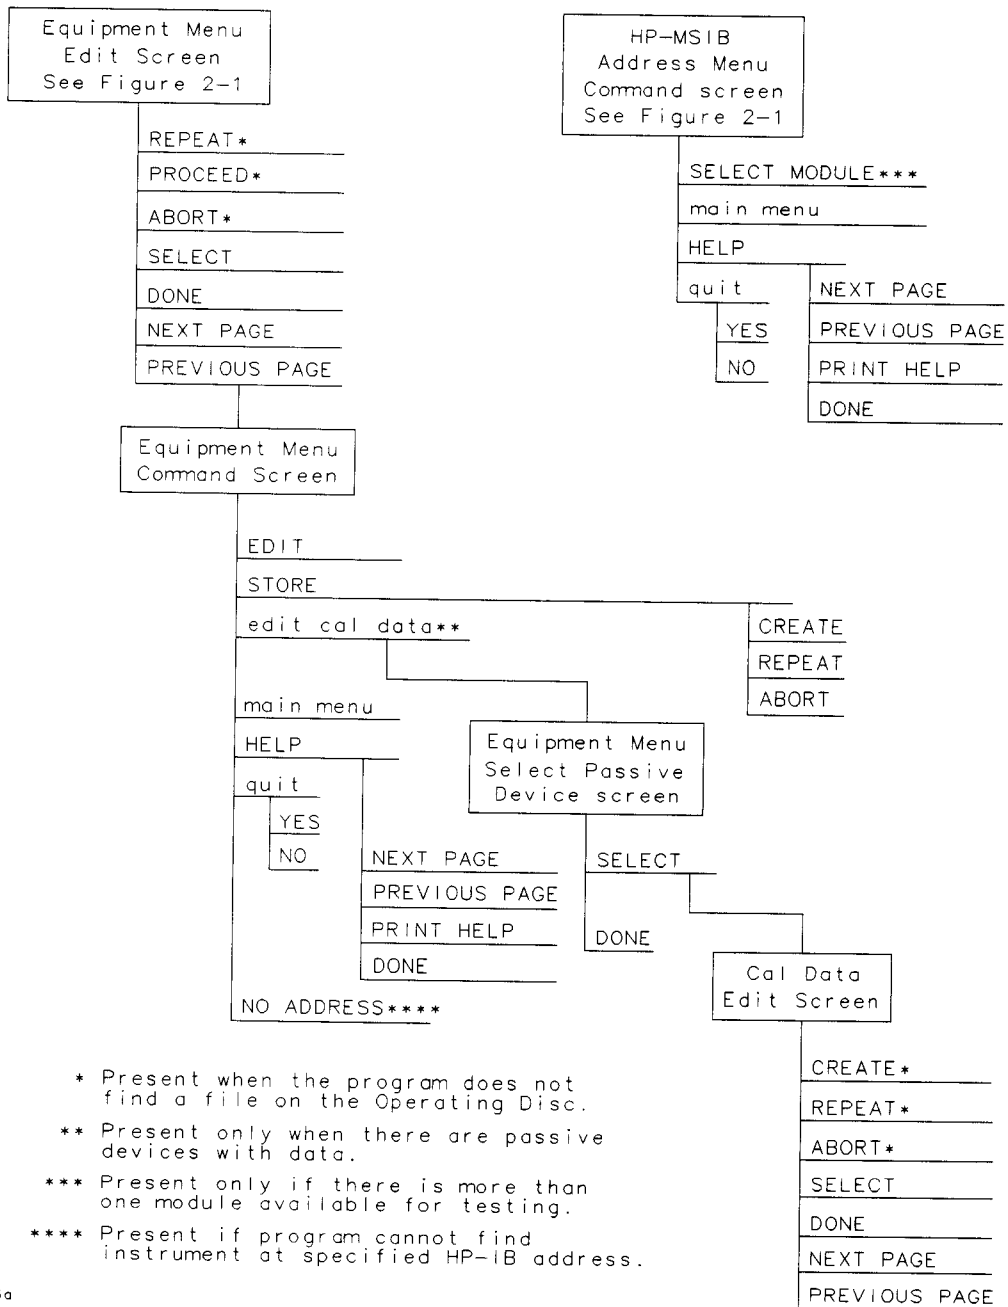 Equipment Menu
Edit Screen
See Figure 2-1
REPEAT*
PROCEED*
ABORT*
SELECT
DONE
NEXT PAGE
PREVIOUS PAGE
HP-MSIB
Address Menu
Command screen
See Figure 2-1
SELECT MODULE***
main menu
HELP
quit
YES
NO
NEXT PAGE
PREVIOUS PAGE
PRINT HELP
DONE
Equipment Menu
Command Screen
EDIT
STORE
CREATE
REPEAT
ABORT
edit cal data**
main menu
HELP
quit
YES
NO
NEXT PAGE
PREVIOUS PAGE
PRINT HELP
DONE
NO ADDRESS****
Equipment Menu
Select Passive
Device screen
SELECT
DONE
Cal Data
Edit Screen
CREATE*
REPEAT*
ABORT*
SELECT
DONE
NEXT PAGE
PREVIOUS PAGE
* Present when the program does not
find a file on the Operating Disc.
** Present only when there are passive
devices with data.
*** Present only if there is more than
one module available for testing.
**** Present if program cannot find
instrument at specified HP-IB address.